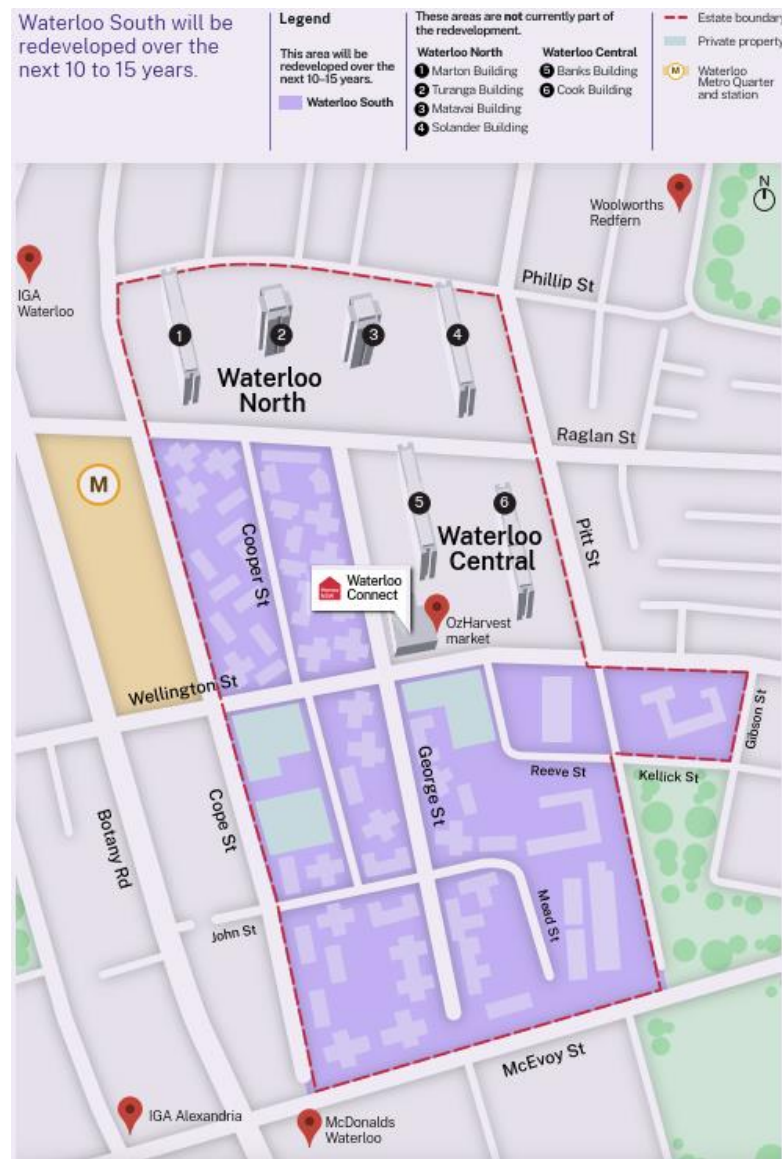 Waterloo South will be
redeveloped over the
next 10 to 15 years.
Legend
This area will be
redeveloped over the
next 10–15 years.
Waterloo South
These areas are not currently part of
the redevelopment.
Waterloo North
1 Marton Building
2 Turanga Building
3 Matavai Building
4 Solander Building
Waterloo Central
5 Banks Building
6 Cook Building
Estate boundary
Private property
M
Waterloo
Metro Quarter
and station
N
Woolworths
Redfern
IGA
Waterloo
Phillip St
1
2
3
4
Waterloo
North
Raglan St
M
5
6
Cooper St
Waterloo
Central
Pitt St
Waterloo
Connect
OzHarvest
market
Wellington St
Gibson St
Reeve St
Kellick St
George St
Cope St
Botany Rd
Mead St
John St
McEvoy St
IGA Alexandria
McDonalds
Waterloo